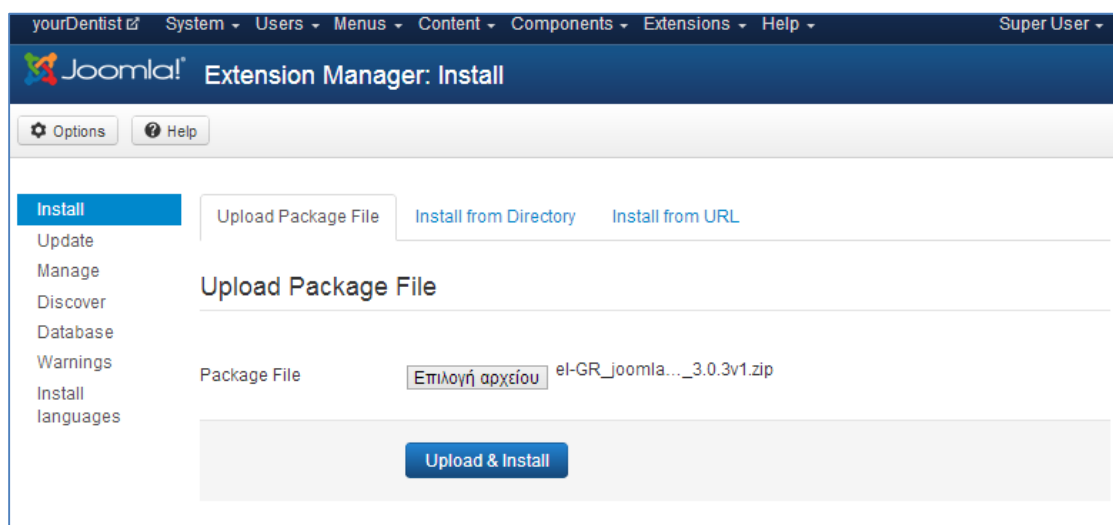 yourDentist System Users Menus Content Components Extensions Help Super User
Joomla!® Extension Manager: Install
Options Help
Install
Update
Manage
Discover
Database
Warnings
Install
languages
Upload Package File Install from Directory Install from URL
Upload Package File
Package File Επιλογή αρχείου el-GR_joomla…_3.0.3v1.zip
Upload & Install